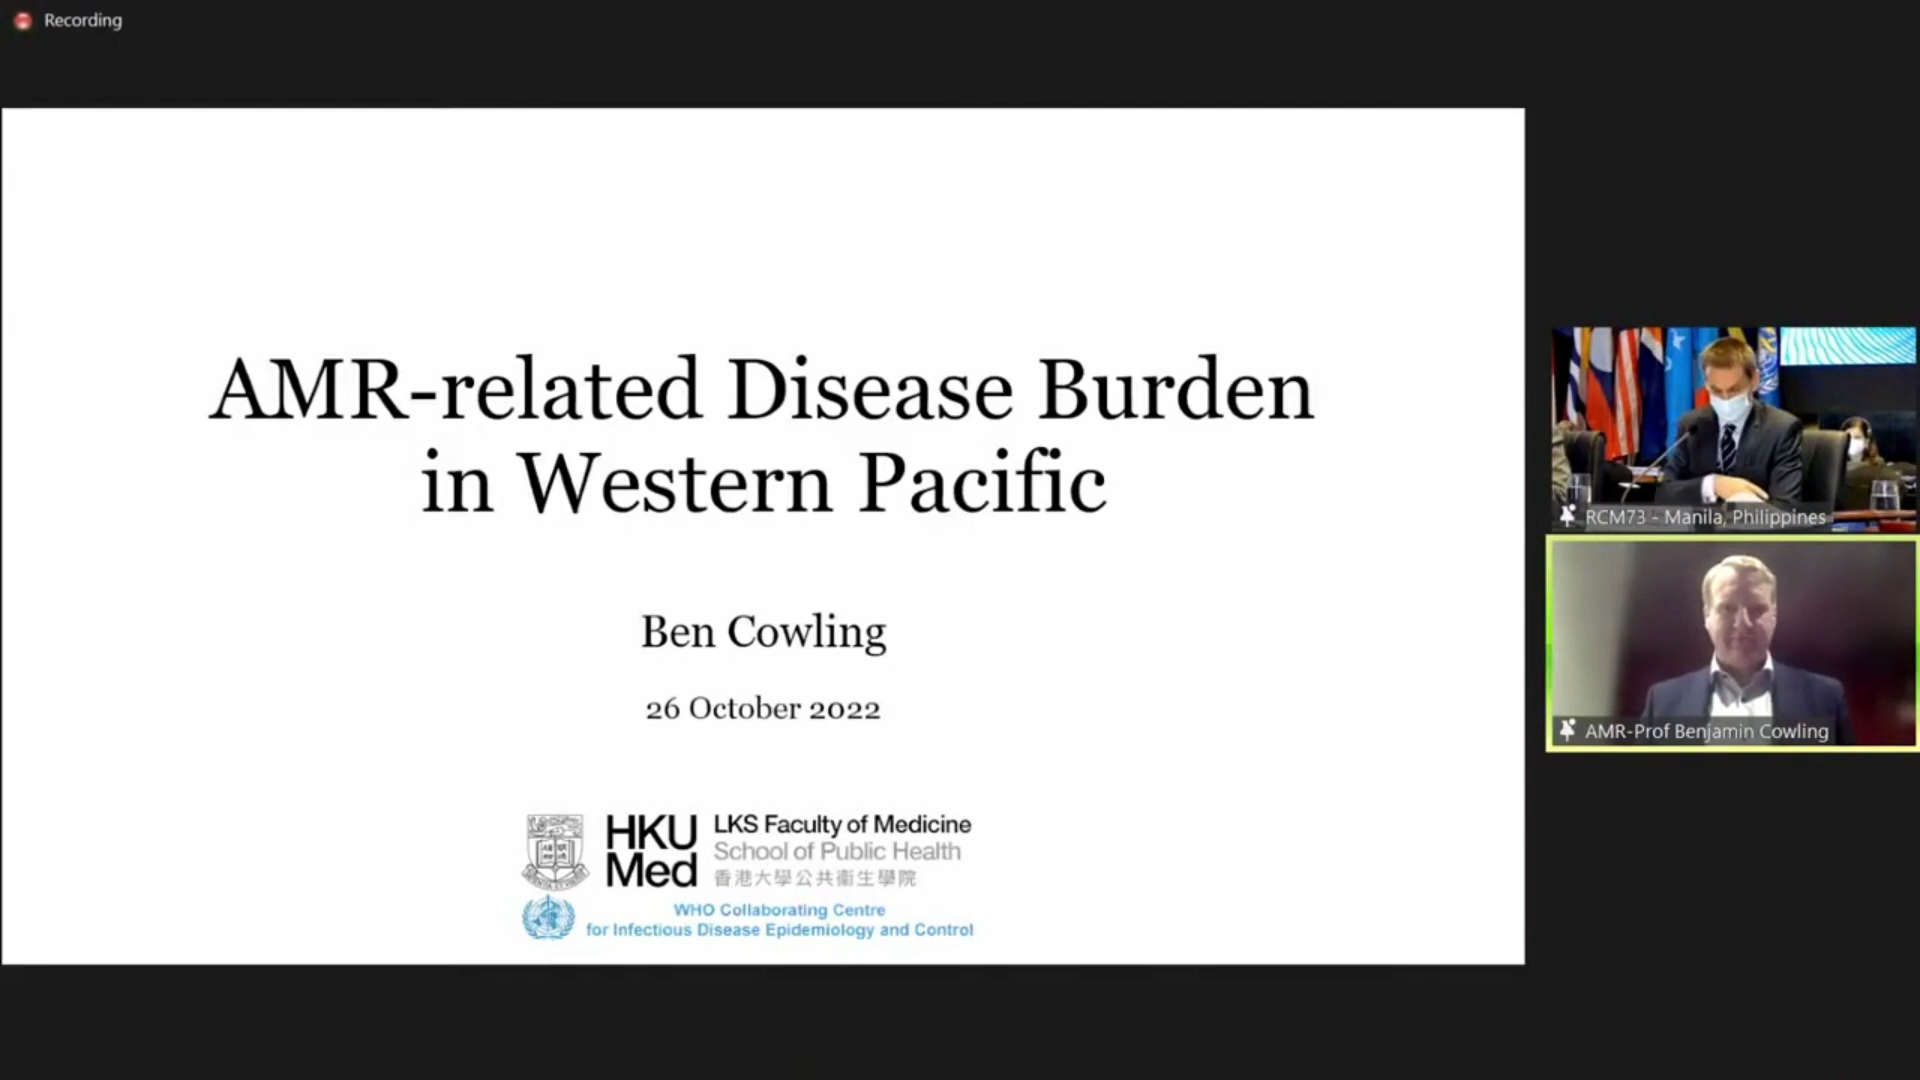 Recording
AMR-related Disease Burden
in Western Pacific
Ben Cowling
26 October 2022
HKU
Med
LKS Faculty of Medicine
School of Public Health
香港大學公共衞生學院
WHO Collaborating Centre
for Infectious Disease Epidemiology and Control
RCM73 - Manila, Philippines
AMR-Prof Benjamin Cowling